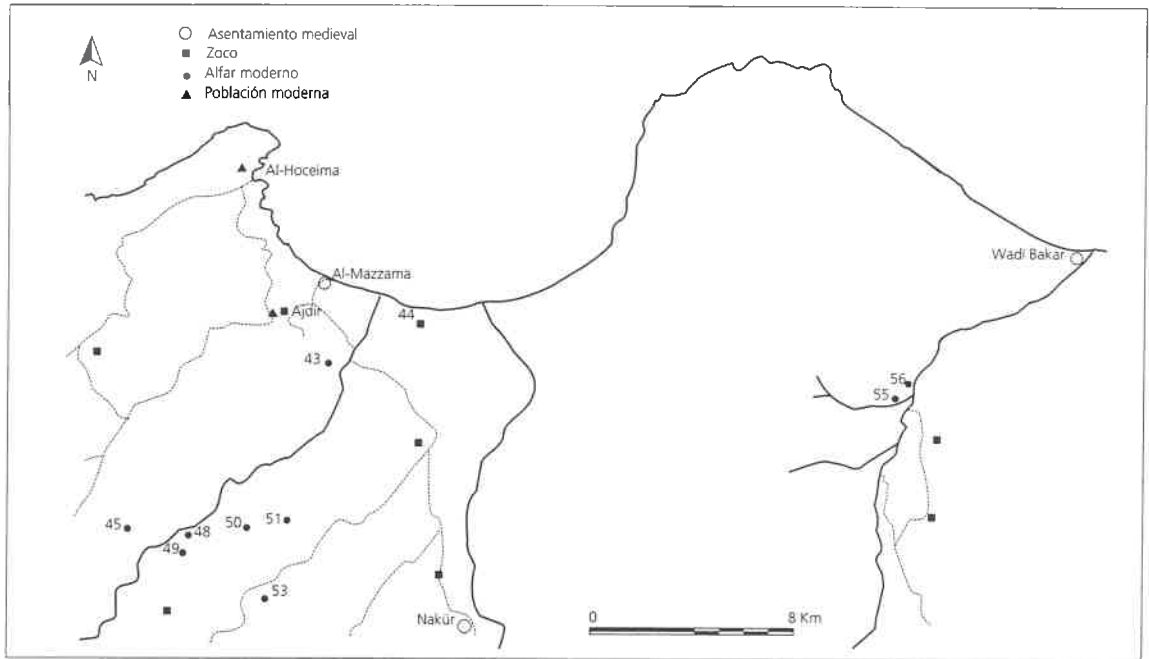 Asentamiento medieval
Zoco
Alfar moderno
Población moderna
N
Al-Hoceima
Wadi Bakar
Al-Mazzama
Ajdir
44
43
56
55
45
48
50
51
49
53
Nakūr
0 8 Km